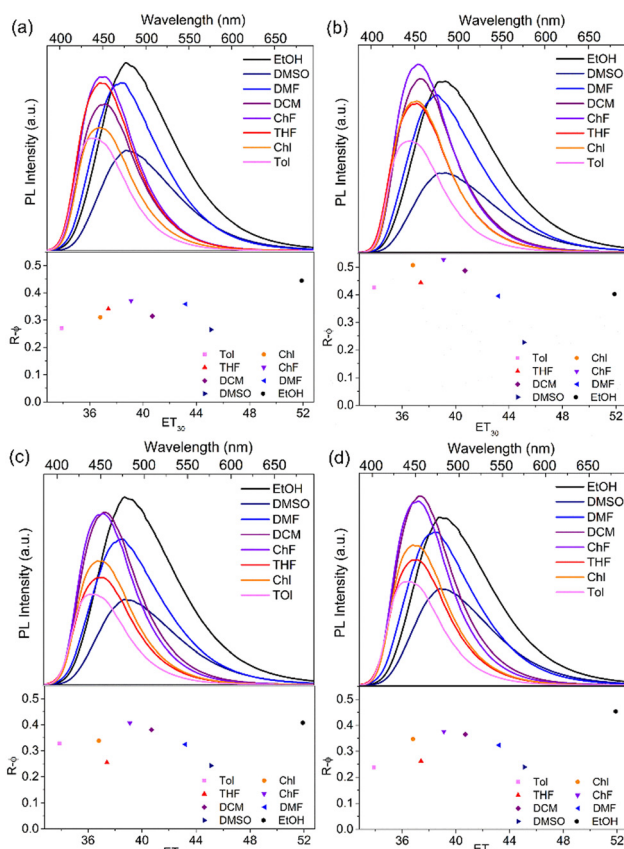 (a)
Wavelength (nm)
400 450 500 550 600 650
PL Intensity (a.u.)
EtOH
DMSO
DMF
DCM
ChF
THF
Chl
Tol
R-ϕ
0.5
0.4
0.3
0.2
0.1
0.0
Tol Chl
THF ChF
DCM DMF
DMSO EtOH
36 40 44 48 52
ET30
(b)
Wavelength (nm)
400 450 500 550 600 650
PL Intensity (a.u.)
EtOH
DMSO
DMF
DCM
ChF
THF
Chl
Tol
R-ϕ
0.5
0.4
0.3
0.2
0.1
0.0
Tol Chl
THF ChF
DCM DMF
DMSO EtOH
36 40 44 48 52
ET30
(c)
Wavelength (nm)
400 450 500 550 600 650
PL Intensity (a.u.)
EtOH
DMSO
DMF
DCM
ChF
THF
Chl
TOl
R-ϕ
0.5
0.4
0.3
0.2
0.1
0.0
Tol Chl
THF ChF
DCM DMF
DMSO EtOH
36 40 44 48 52
(d)
Wavelength (nm)
400 450 500 550 600 650
PL Intensity (a.u.)
EtOH
DMSO
DMF
DCM
ChF
THF
Chl
Tol
R-ϕ
0.5
0.4
0.3
0.2
0.1
0.0
Tol Chl
THF ChF
DCM DMF
DMSO EtOH
36 40 44 48 52